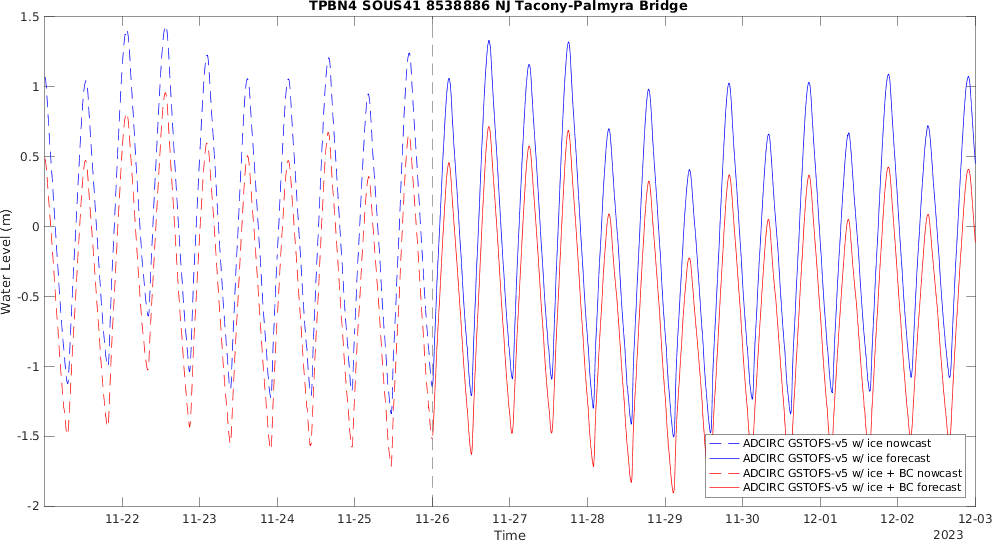 TPBN4 SOUS41 8538886 NJ Tacony-Palmyra Bridge
1.5
1
0.5
0
-0.5
-1
-1.5
-2
Water Level (m)
ADCIRC GSTOFS-v5 w/ ice nowcast
ADCIRC GSTOFS-v5 w/ ice forecast
ADCIRC GSTOFS-v5 w/ ice + BC nowcast
ADCIRC GSTOFS-v5 w/ ice + BC forecast
11-22 11-23 11-24 11-25 11-26 11-27 11-28 11-29 11-30 12-01 12-02 12-03
Time
2023